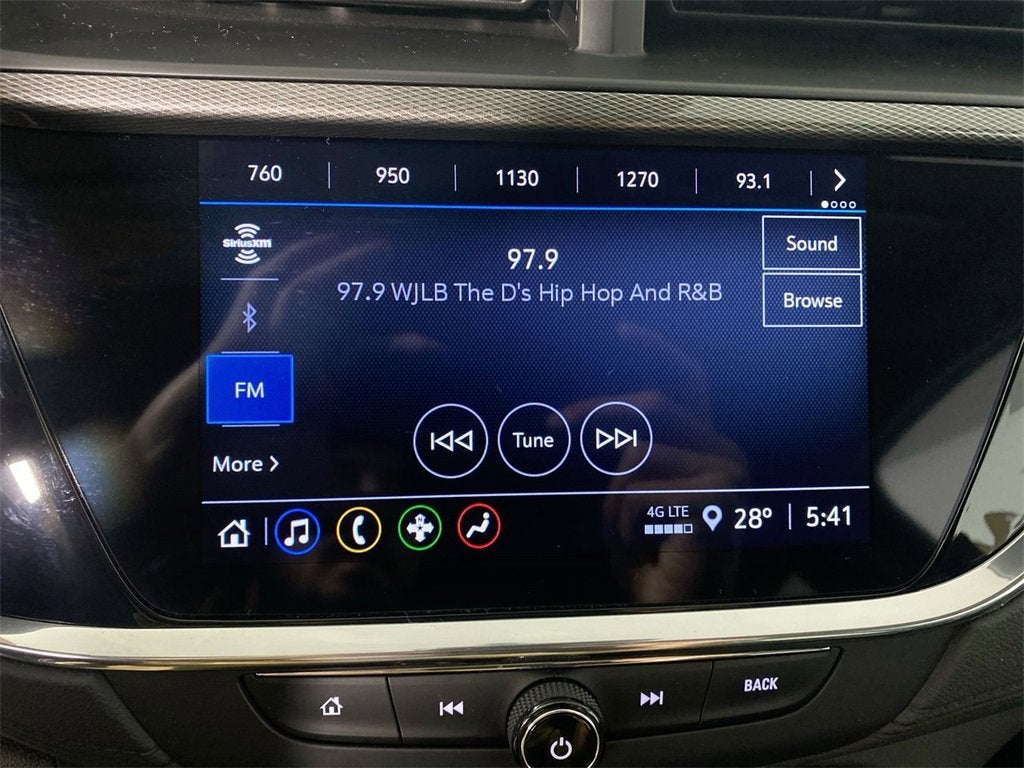 760 950 1130 1270 93.1
SiriusXM
97.9
97.9 WJLB The D's Hip Hop And R&B
Sound
Browse
FM
Tune
More
4G LTE
28° 5:41
BACK